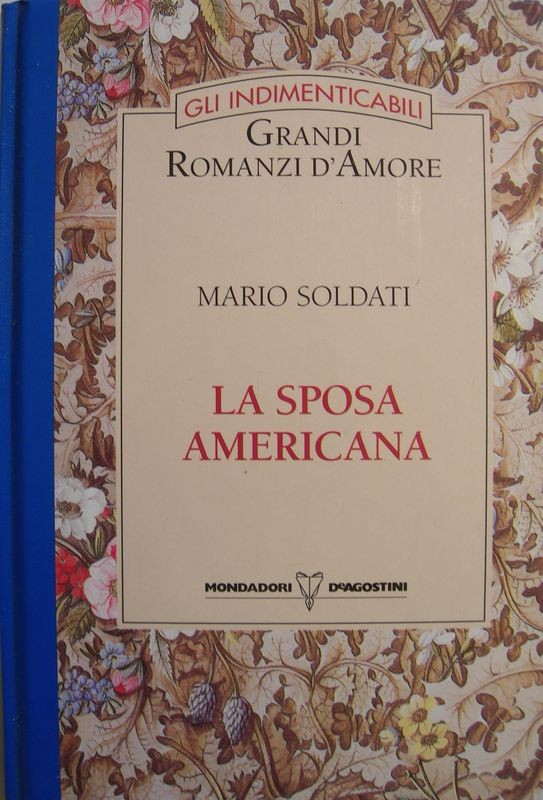 GLI INDIMENTICABILI
GRANDI
ROMANZI D'AMORE
MARIO SOLDATI
LA SPOSA
AMERICANA
MONDADORI DEAGOSTINI